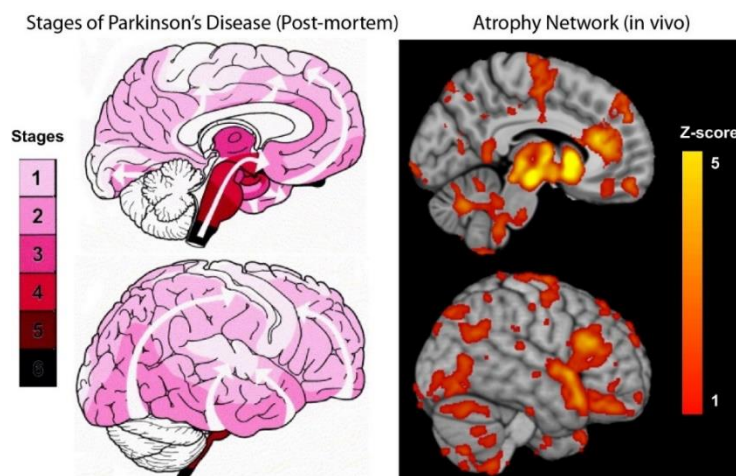 Stages of Parkinson's Disease (Post-mortem)
Atrophy Network (in vivo)
Stages
1
2
3
4
5
6
Z-score
5
1